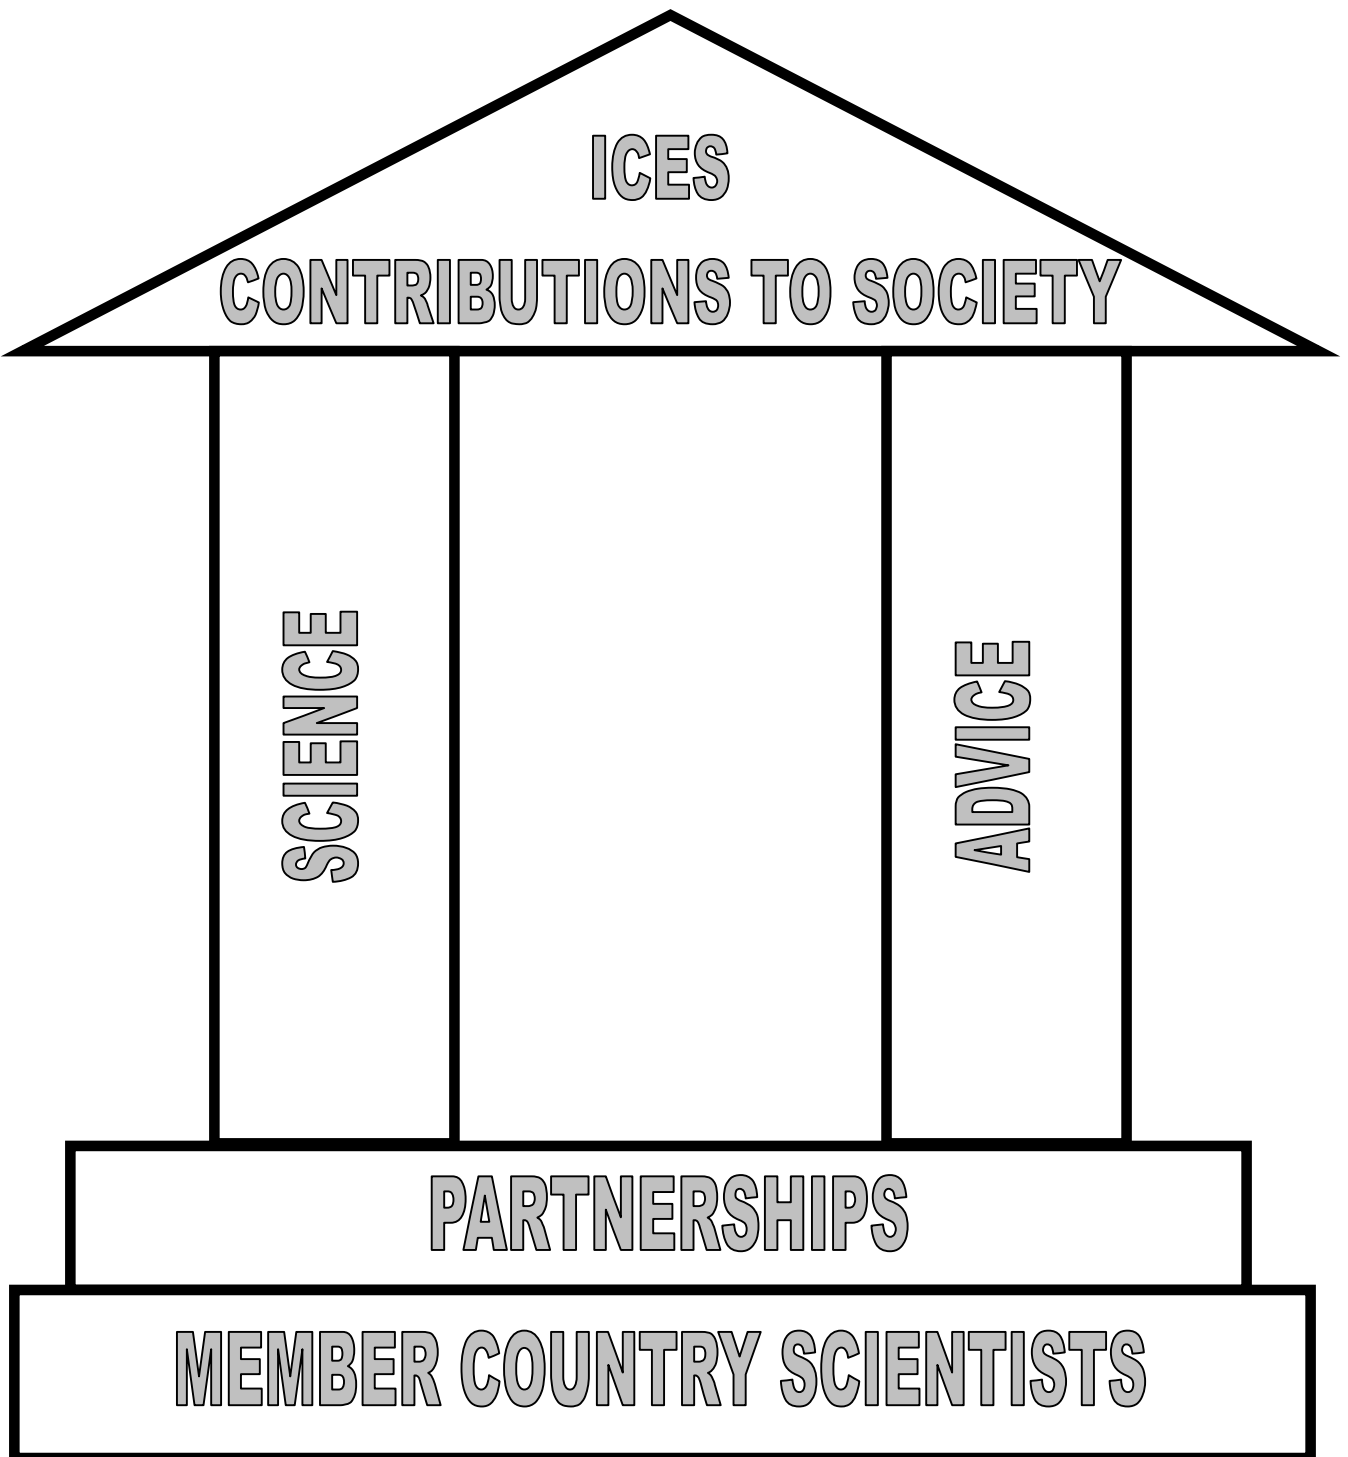 ICES
CONTRIBUTIONS TO SOCIETY
SCIENCE
ADVICE
PARTNERSHIPS
MEMBER COUNTRY SCIENTISTS